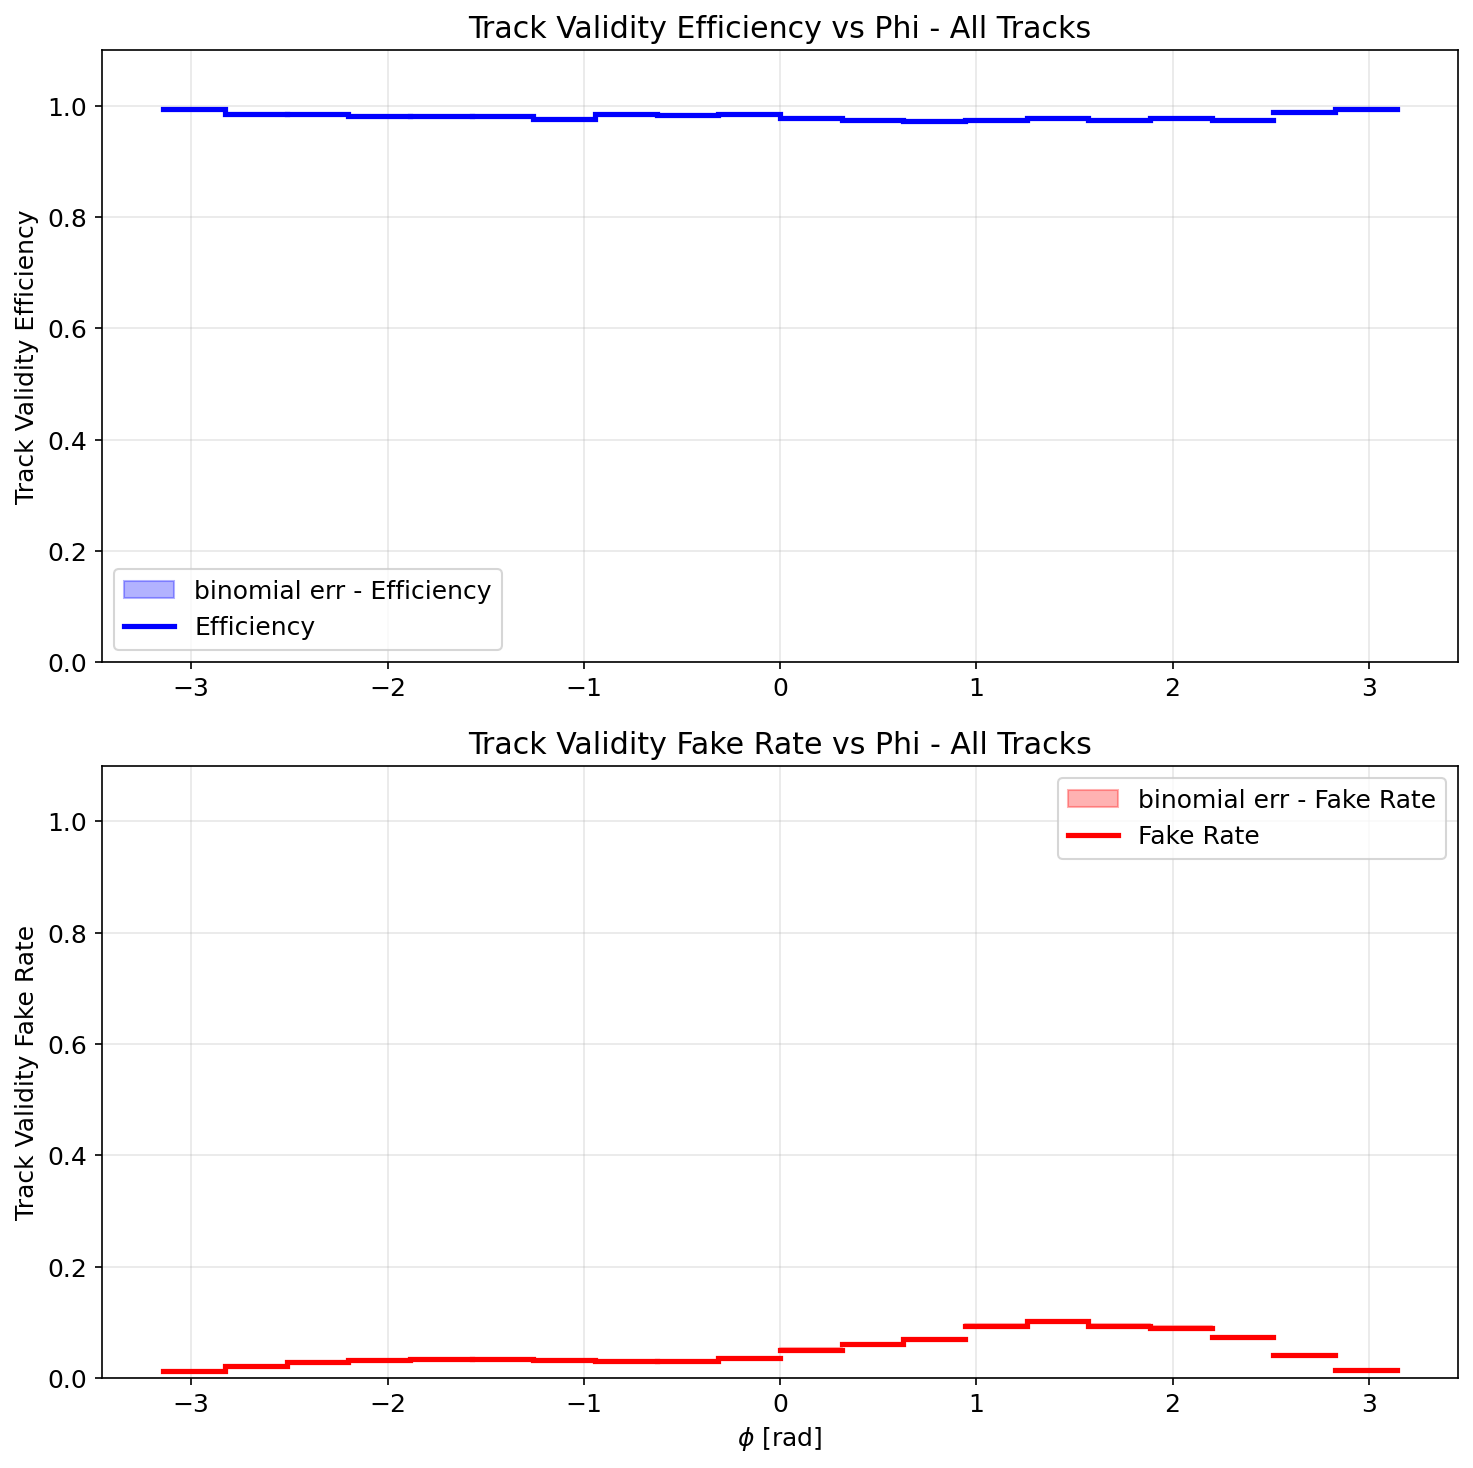 Track Validity Efficiency vs Phi - All Tracks
Track Validity Efficiency
1.0
0.8
0.6
0.4
0.2
0.0
binomial err - Efficiency
Efficiency
−3 −2 −1 0 1 2 3
Track Validity Fake Rate vs Phi - All Tracks
Track Validity Fake Rate
1.0
0.8
0.6
0.4
0.2
0.0
binomial err - Fake Rate
Fake Rate
−3 −2 −1 0 1 2 3
ϕ [rad]